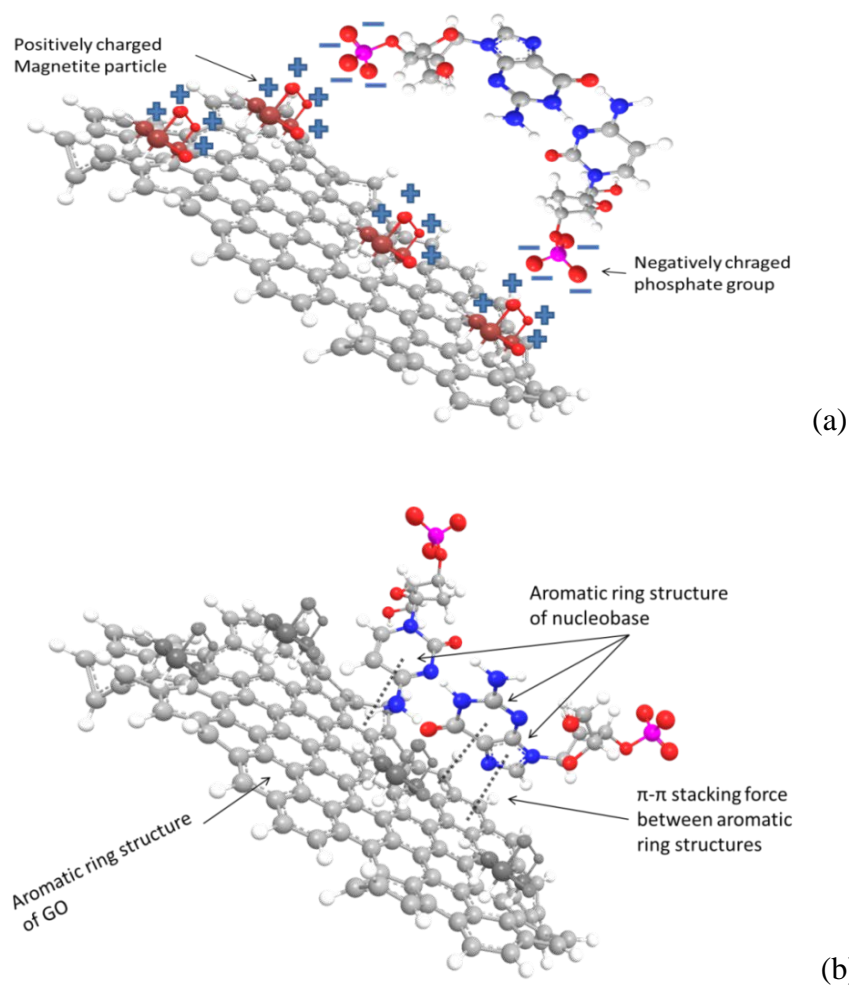 Positively charged
Magnetite particle
Negatively chraged
phosphate group
(a)
Aromatic ring structure
of nucleobase
π-π stacking force
between aromatic
ring structures
Aromatic ring structure
of GO
(b)